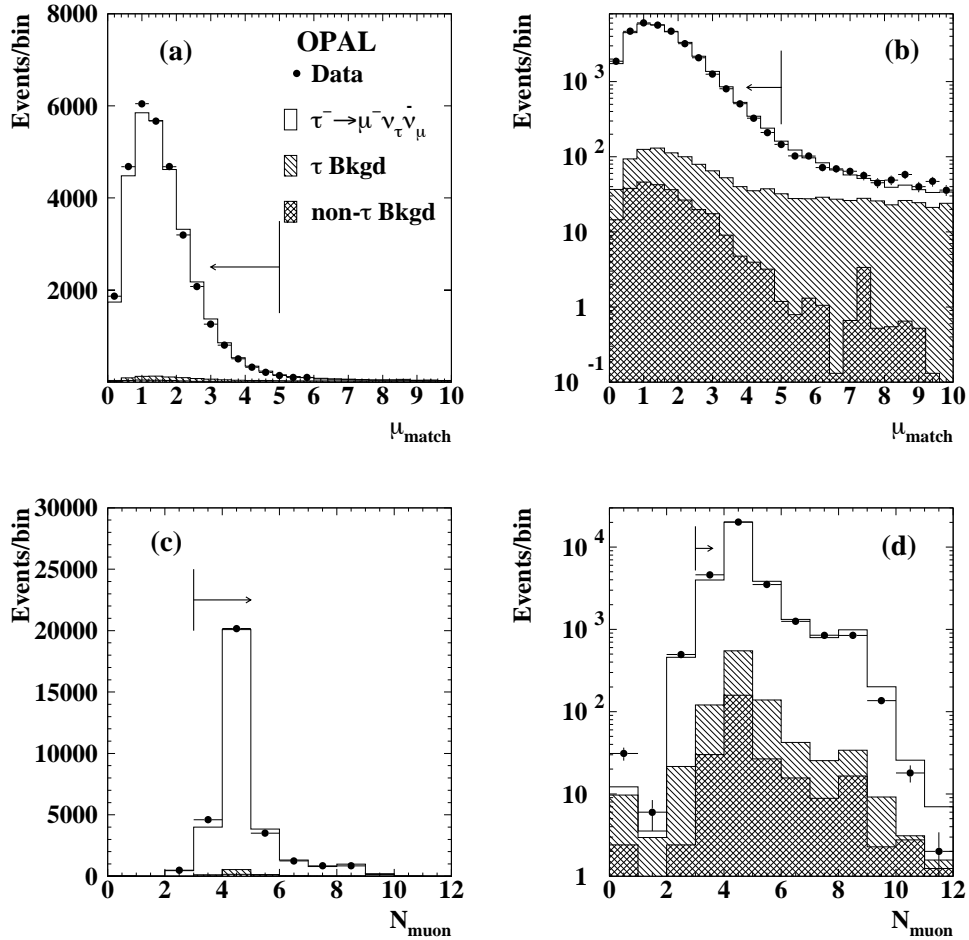 Events/bin
8000
6000
4000
2000
(a)
OPAL
Data
τ⁻→μ⁻ν_τν̄_μ
τ Bkgd
non-τ Bkgd
0 1 2 3 4 5 6 7 8 9 10
μ_match
Events/bin
10³
10²
10
1
10⁻¹
(b)
0 1 2 3 4 5 6 7 8 9 10
μ_match
Events/bin
30000
25000
20000
15000
10000
5000
0
(c)
0 2 4 6 8 10 12
N_muon
Events/bin
10⁴
10³
10²
10
1
(d)
0 2 4 6 8 10 12
N_muon